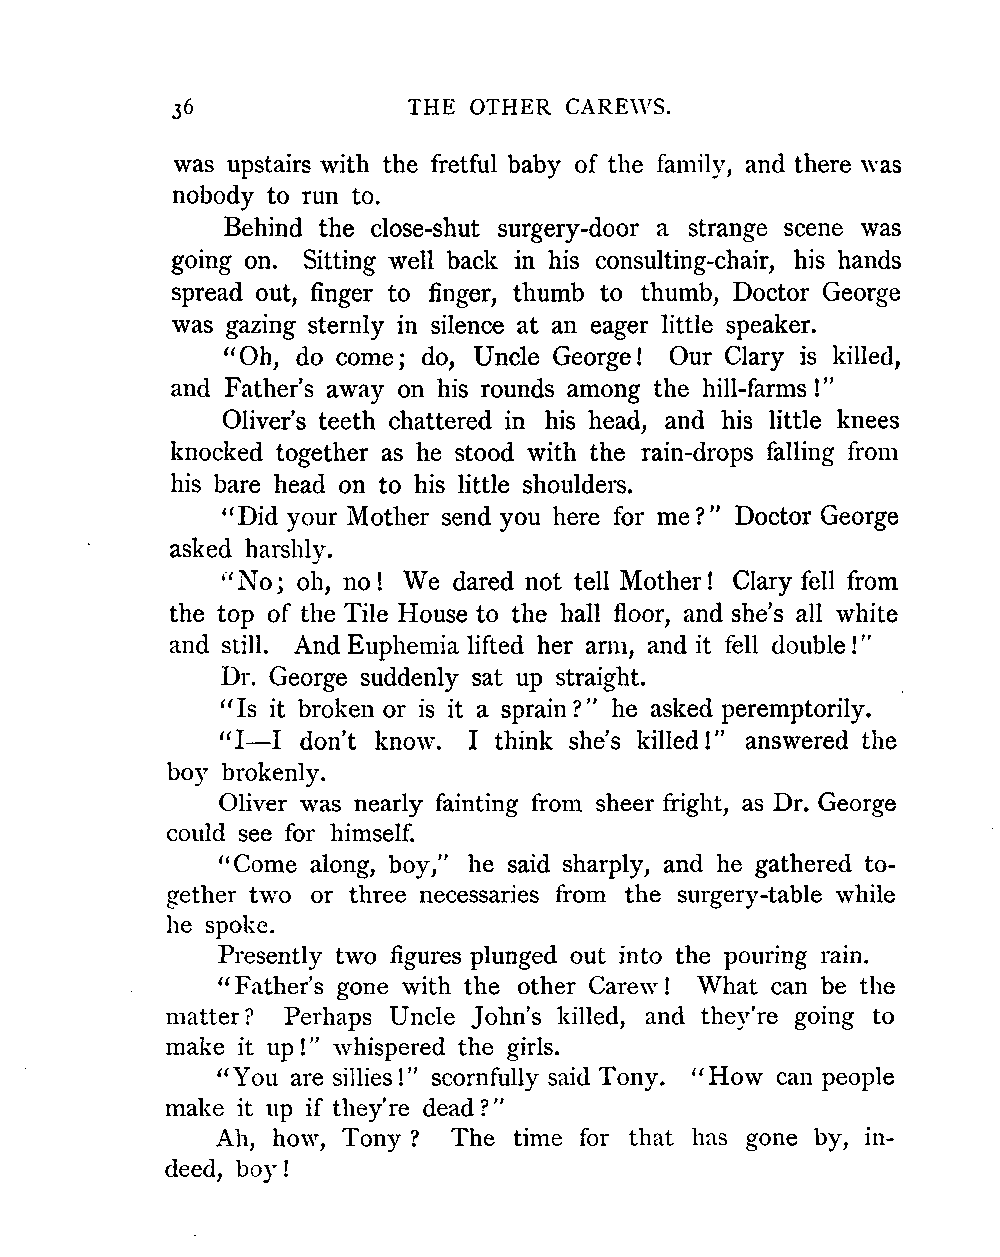 36 THE OTHER CAREWS.
was upstairs with the fretful baby of the family, and there was
nobody to run to.
Behind the close-shut surgery-door a strange scene was
going on. Sitting well back in his consulting-chair, his hands
spread out, finger to finger, thumb to thumb, Doctor George
was gazing sternly in silence at an eager little speaker.
“Oh, do come; do, Uncle George! Our Clary is killed,
and Father's away on his rounds among the hill-farms!”
Oliver's teeth chattered in his head, and his little knees
knocked together as he stood with the rain-drops falling from
his bare head on to his little shoulders.
“Did your Mother send you here for me?” Doctor George
asked harshly.
“No; oh, no! We dared not tell Mother! Clary fell from
the top of the Tile House to the hall floor, and she's all white
and still. And Euphemia lifted her arm, and it fell double!”
Dr. George suddenly sat up straight.
“Is it broken or is it a sprain?” he asked peremptorily.
“I—I don't know. I think she's killed!” answered the
boy brokenly.
Oliver was nearly fainting from sheer fright, as Dr. George
could see for himself.
“Come along, boy,” he said sharply, and he gathered to-
gether two or three necessaries from the surgery-table while
he spoke.
Presently two figures plunged out into the pouring rain.
“Father's gone with the other Carew! What can be the
matter? Perhaps Uncle John's killed, and they're going to
make it up!” whispered the girls.
“You are sillies!” scornfully said Tony. “How can people
make it up if they're dead?”
Ah, how, Tony? The time for that has gone by, in-
deed, boy!